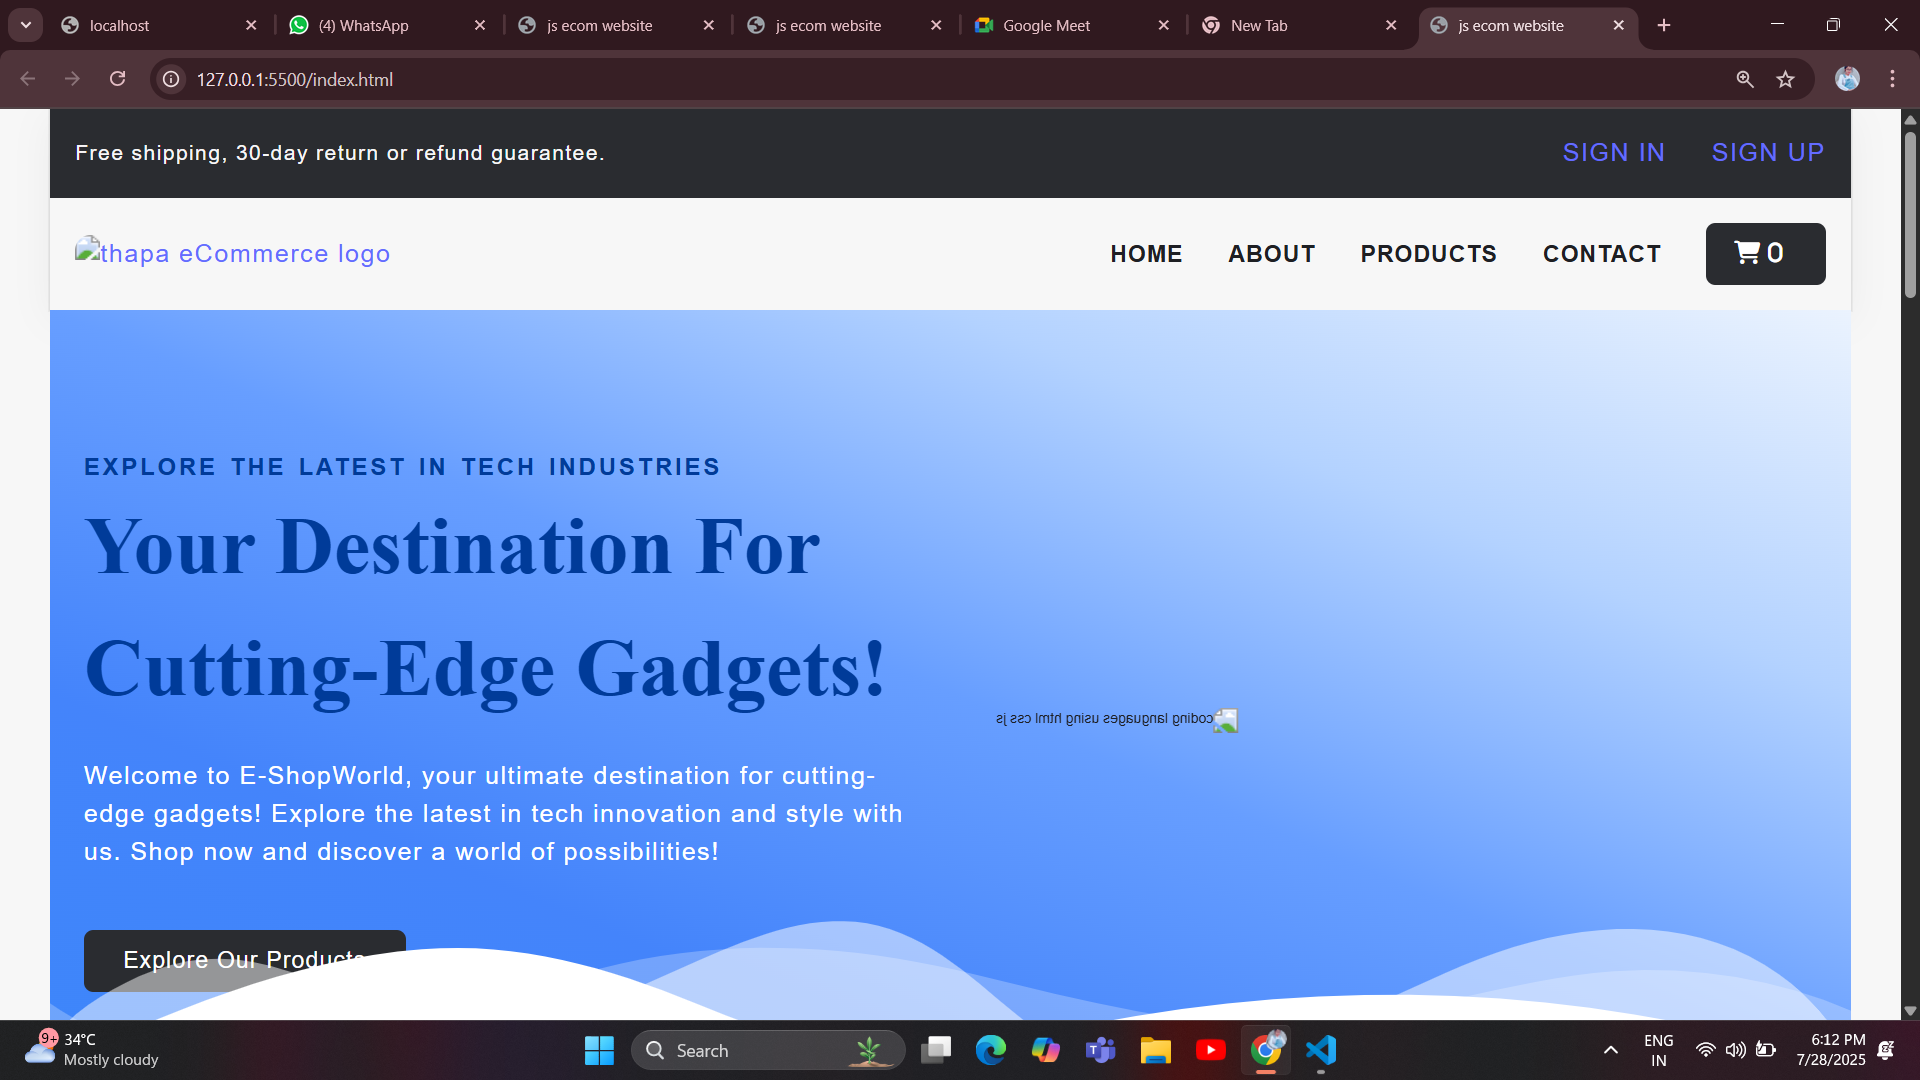 localhost
(4) WhatsApp
js ecom website
js ecom website
Google Meet
New Tab
js ecom website
127.0.0.1:5500/index.html
Free shipping, 30-day return or refund guarantee.
SIGN IN
SIGN UP
thapa eCommerce logo
HOME
ABOUT
PRODUCTS
CONTACT
0
EXPLORE THE LATEST IN TECH INDUSTRIES
Your Destination For
Cutting-Edge Gadgets!
coding languages using html css js
Welcome to E-ShopWorld, your ultimate destination for cutting-
edge gadgets! Explore the latest in tech innovation and style with
us. Shop now and discover a world of possibilities!
Explore Our Products
9+
34°C
Mostly cloudy
Search
ENG
IN
6:12 PM
7/28/2025